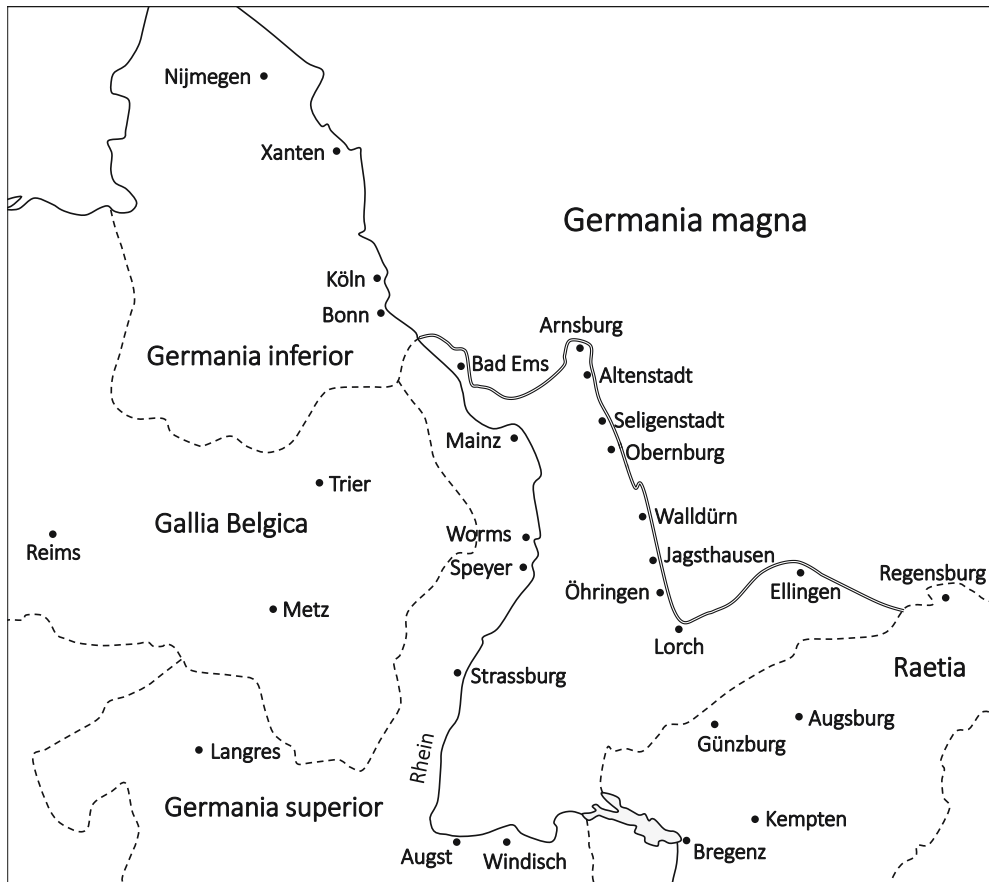 Nijmegen
Xanten
Germania magna
Köln
Bonn
Arnsburg
Germania inferior
Bad Ems
Altenstadt
Seligenstadt
Mainz
Obernburg
Trier
Gallia Belgica
Walldürn
Reims
Worms
Jagsthausen
Speyer
Öhringen
Ellingen
Regensburg
Metz
Lorch
Raetia
Strassburg
Augsburg
Günzburg
Langres
Rhein
Germania superior
Kempten
Augst
Windisch
Bregenz